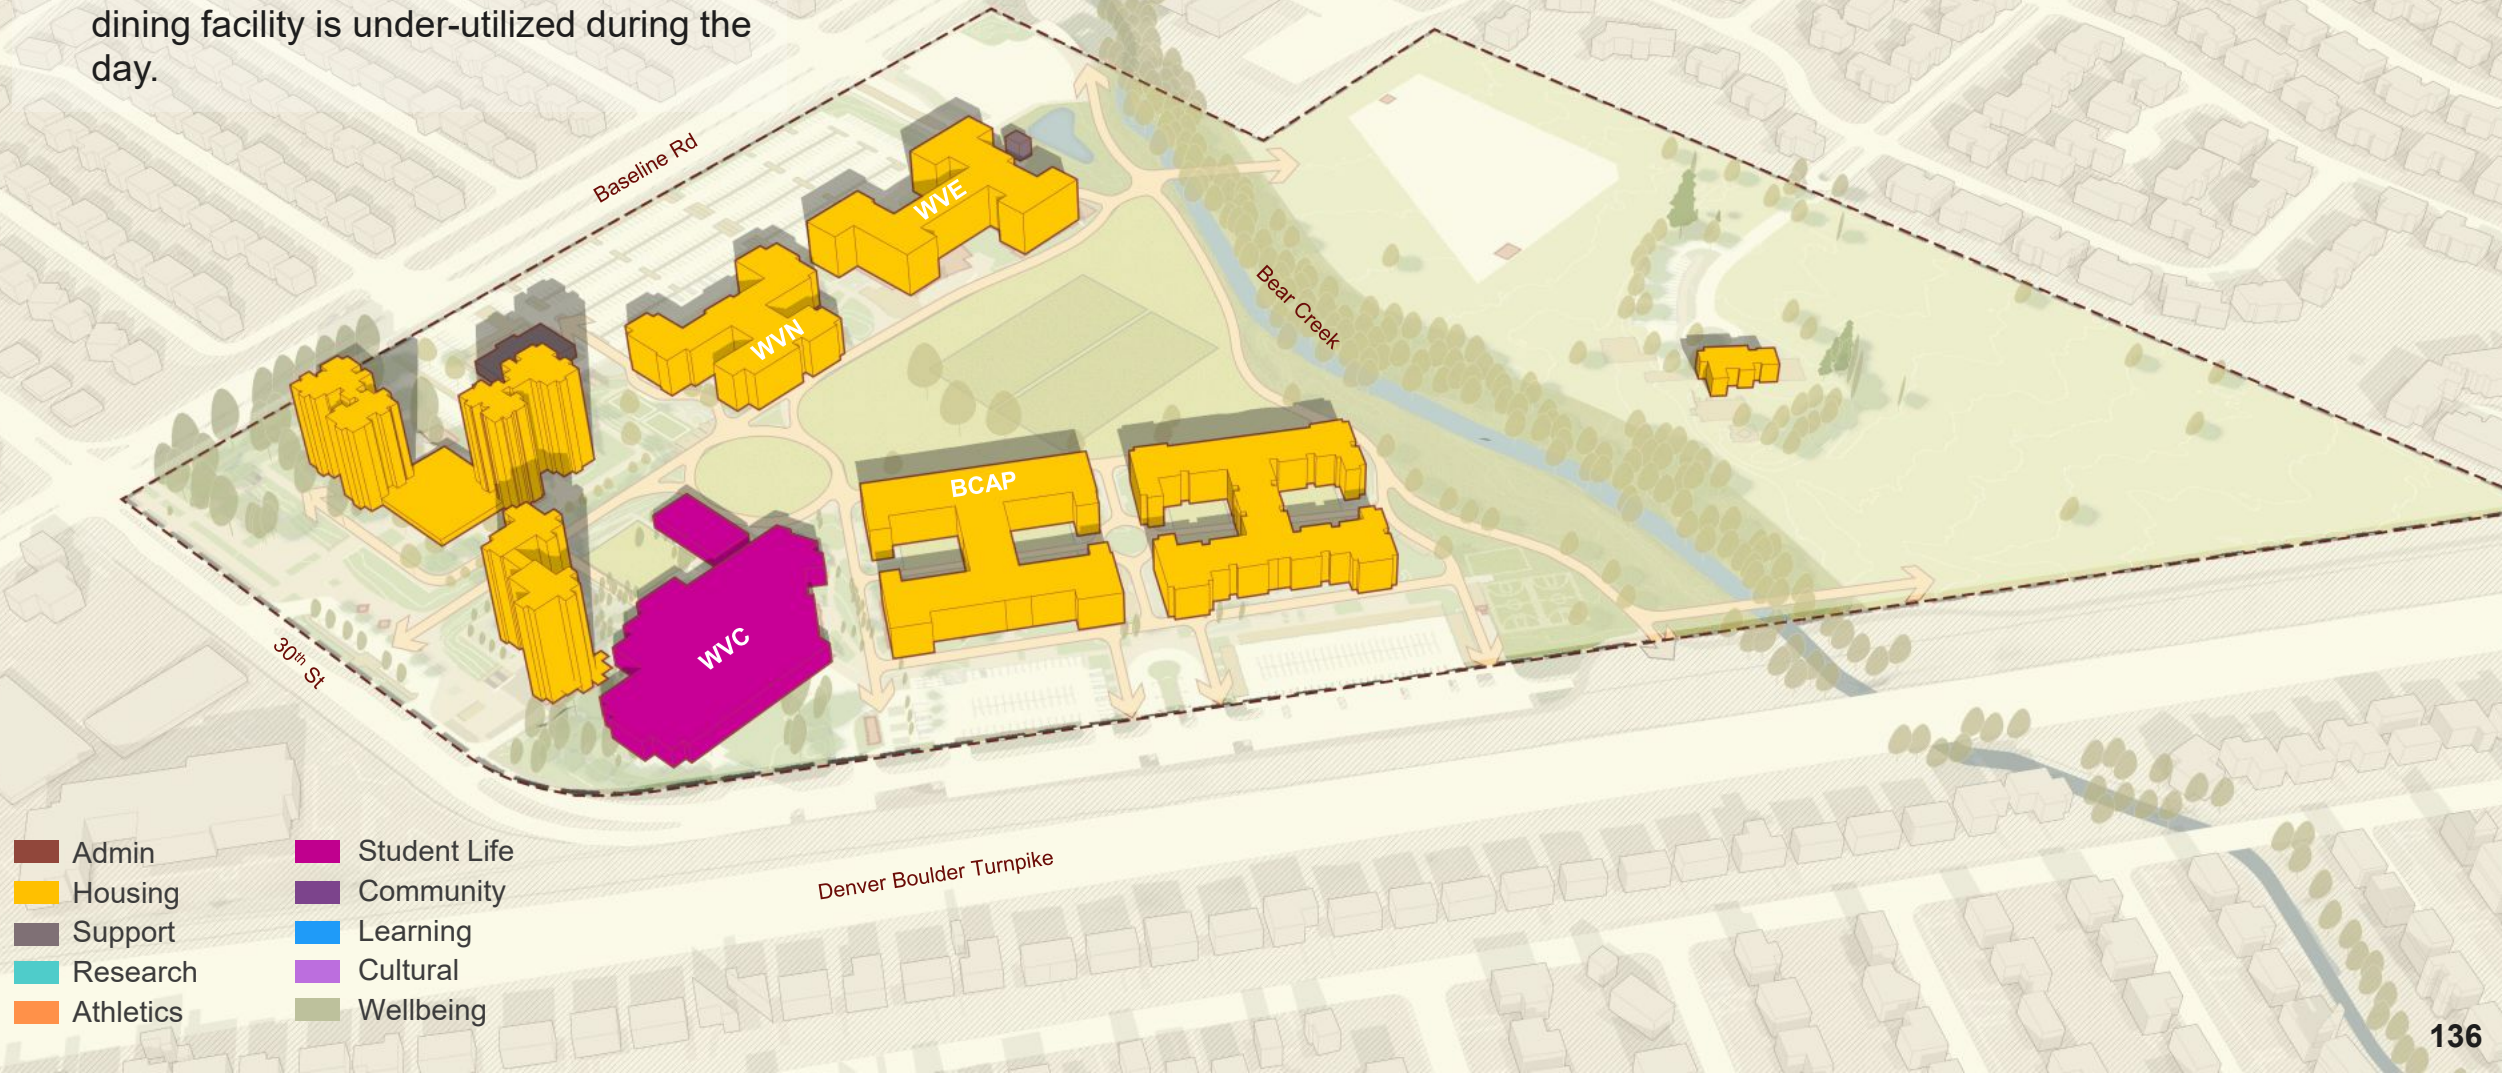 dining facility is under-utilized during the
day.
Baseline Rd
WVE
WVN
Bear Creek
BCAP
WVC
30th St
Denver Boulder Turnpike
Admin
Housing
Support
Research
Athletics
Student Life
Community
Learning
Cultural
Wellbeing
136